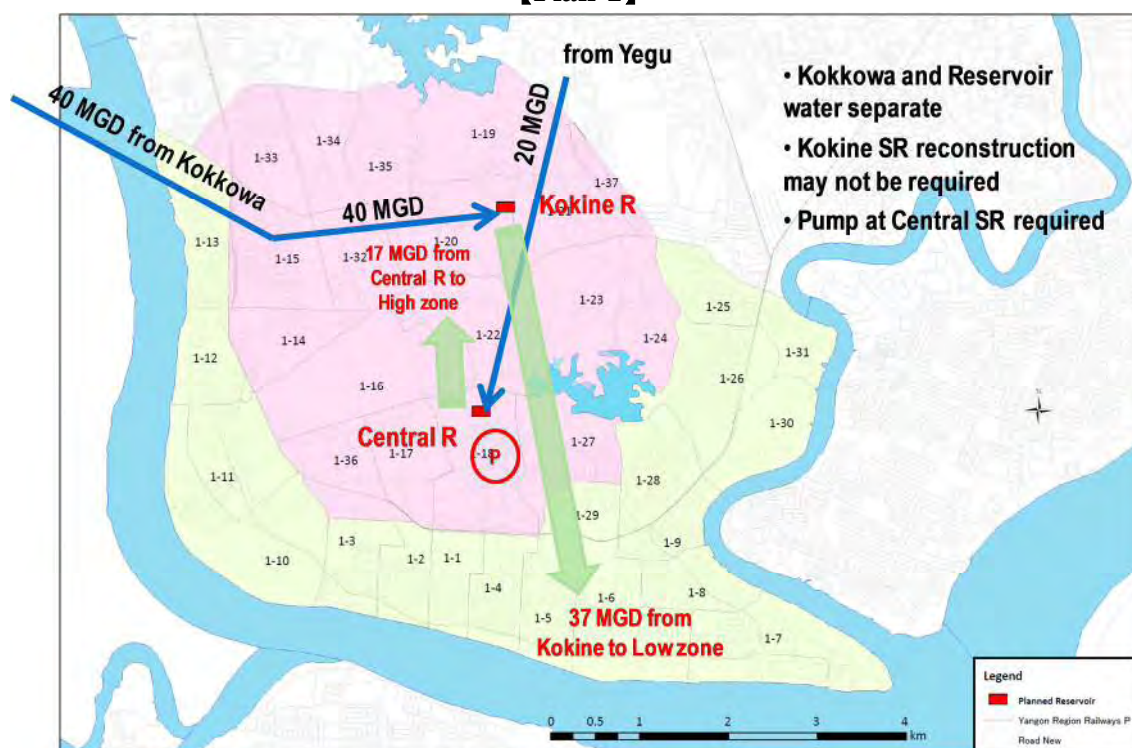 from Yegu
• Kokkowa and Reservoir
water separate
• Kokine SR reconstruction
may not be required
• Pump at Central SR required
40 MGD from Kokkowa
20 MGD
40 MGD
Kokine R
17 MGD from
Central R to
High zone
Central R
P
37 MGD from
Kokine to Low zone
1-33
1-34
1-35
1-19
1-37
1-13
1-15
1-32
1-20
1-23
1-25
1-12
1-14
1-22
1-24
1-31
1-16
1-26
1-30
1-36
1-17
1-18
1-27
1-11
1-28
1-29
1-10
1-3
1-2
1-1
1-9
1-4
1-5
1-6
1-8
1-7
0 0.5 1 2 3 4
km
Legend
Planned Reservoir
Yangon Region Railways P
Road New